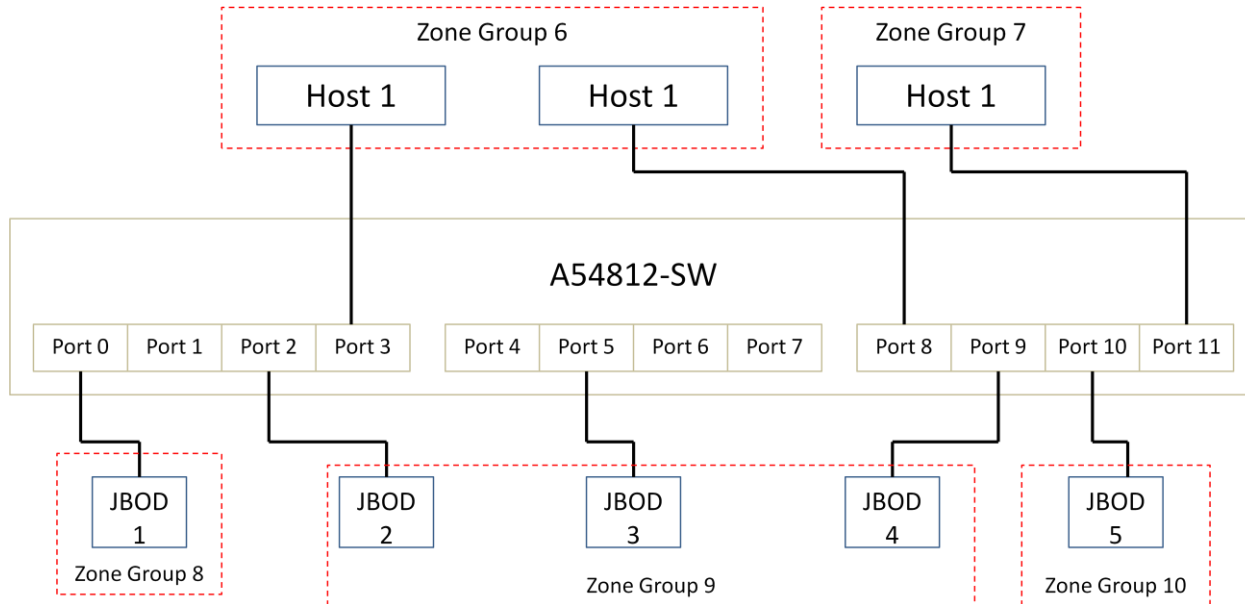 Zone Group 6
Zone Group 7
Host 1
Host 1
Host 1
A54812-SW
Port 0
Port 1
Port 2
Port 3
Port 4
Port 5
Port 6
Port 7
Port 8
Port 9
Port 10
Port 11
JBOD
1
JBOD
2
JBOD
3
JBOD
4
JBOD
5
Zone Group 8
Zone Group 9
Zone Group 10